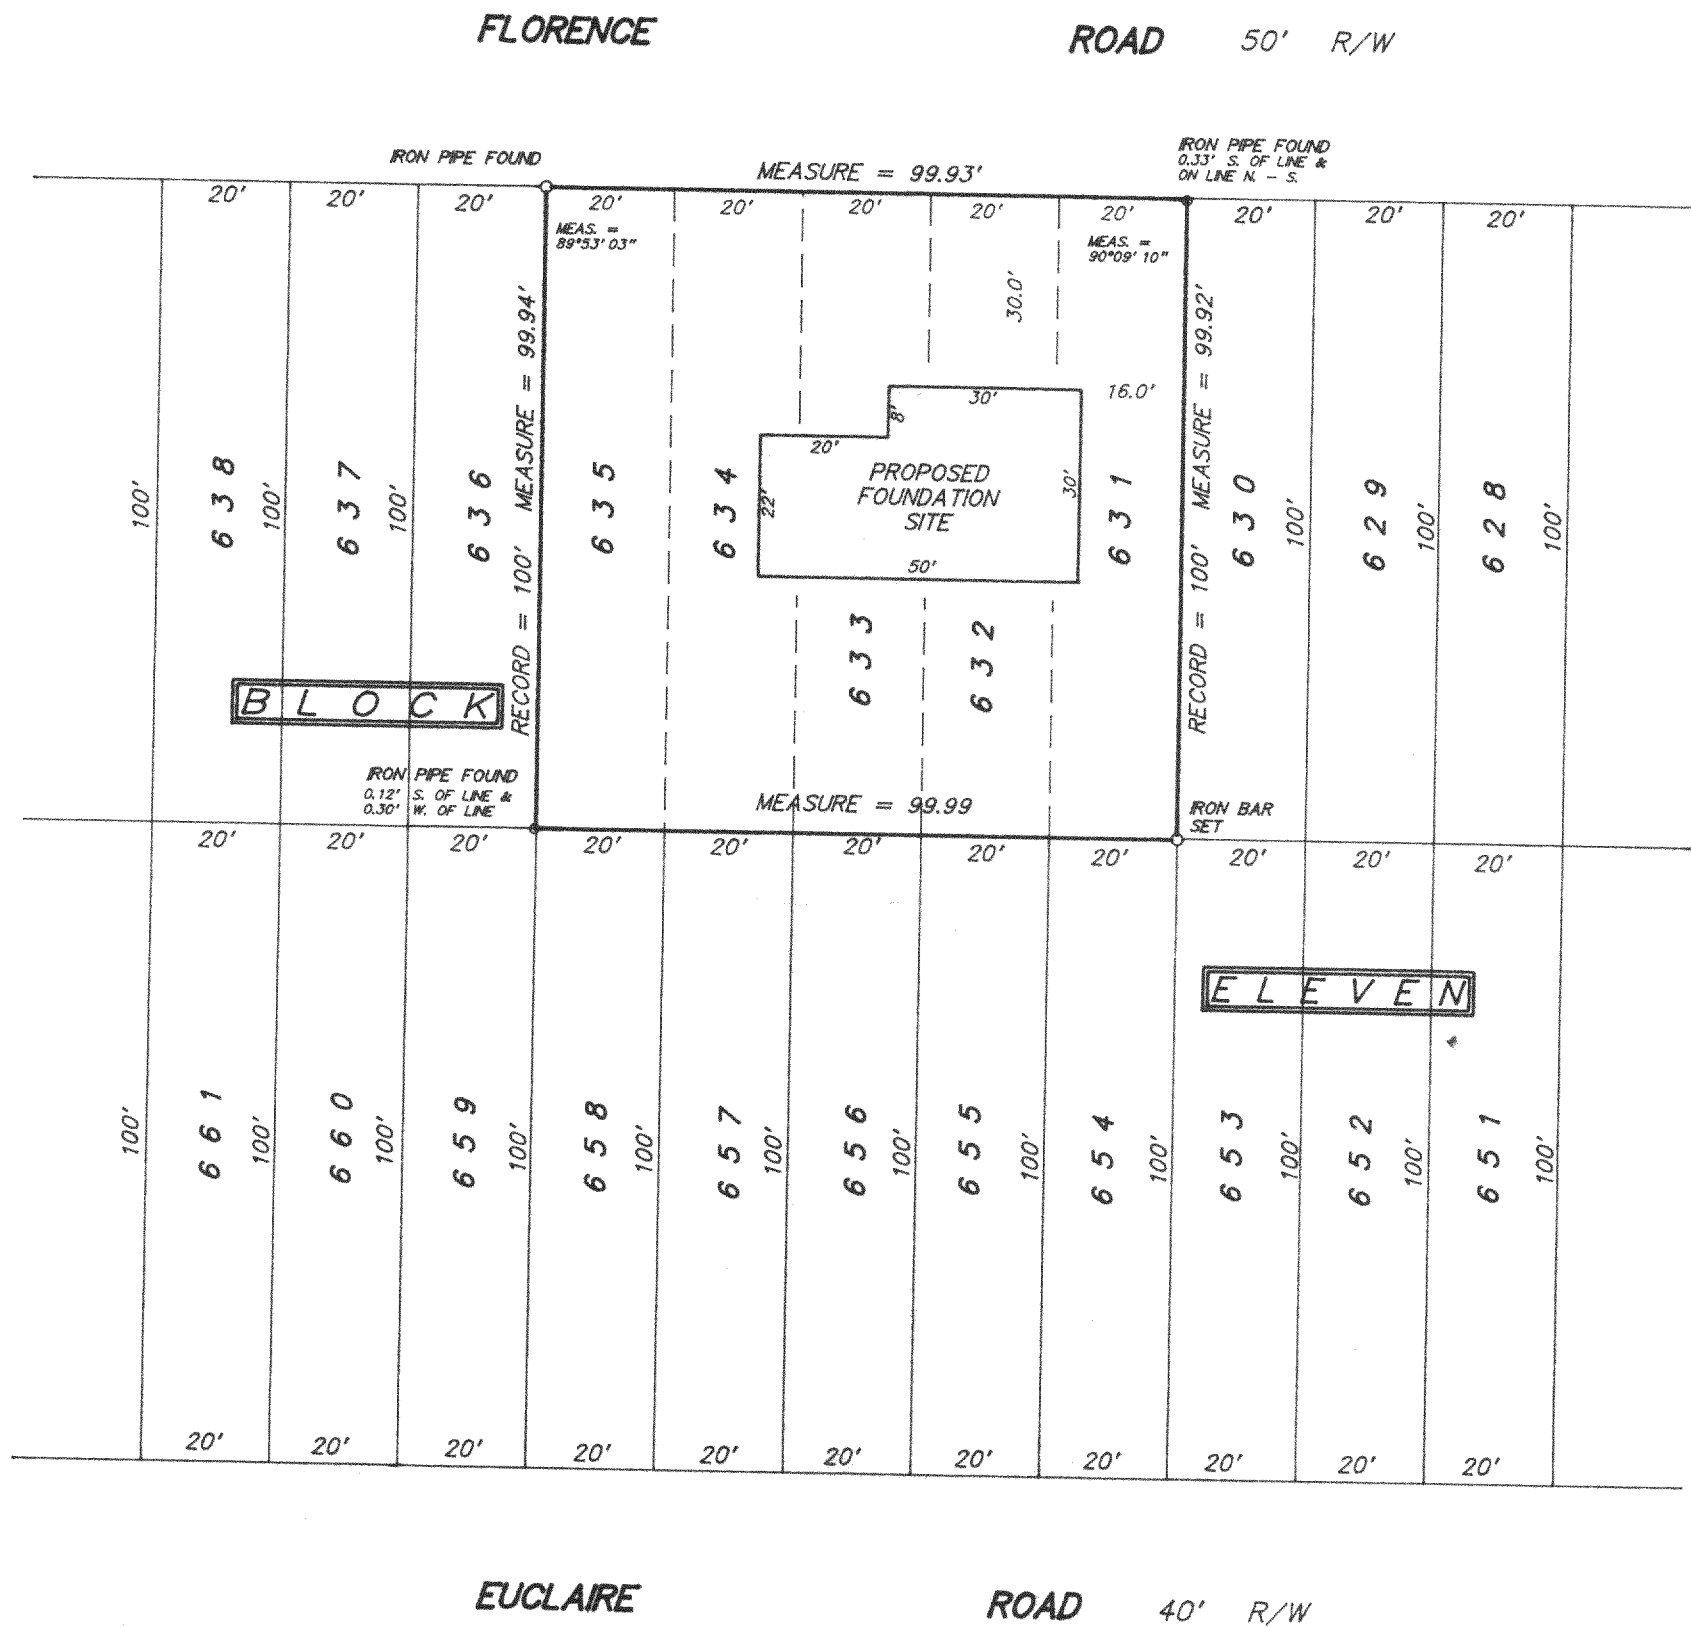 FLORENCE ROAD 50' R/W
IRON PIPE FOUND
MEASURE = 99.93'
IRON PIPE FOUND
0.33' S. OF LINE &
ON LINE N. - S.
20' 20' 20' 20' 20' 20' 20' 20' 20' 20' 20'
MEAS. =
89°53'03"
MEAS. =
90°09'10"
30.0'
16.0'
30'
8'
20'
22'
30'
50'
PROPOSED
FOUNDATION
SITE
RECORD = 100' MEASURE = 99.94'
RECORD = 100' MEASURE = 99.92'
100' 638 100' 637 100' 636 635 634 631 630 100' 629 100' 628 100'
633 632
BLOCK
IRON PIPE FOUND
0.12' S. OF LINE &
0.30' W. OF LINE
MEASURE = 99.99
IRON BAR
SET
20' 20' 20' 20' 20' 20' 20' 20' 20' 20' 20'
ELEVEN
100' 661 100' 660 100' 659 100' 658 100' 657 100' 656 100' 655 100' 654 100' 653 100' 652 100' 651 100'
20' 20' 20' 20' 20' 20' 20' 20' 20' 20' 20'
EUCLAIRE ROAD 40' R/W